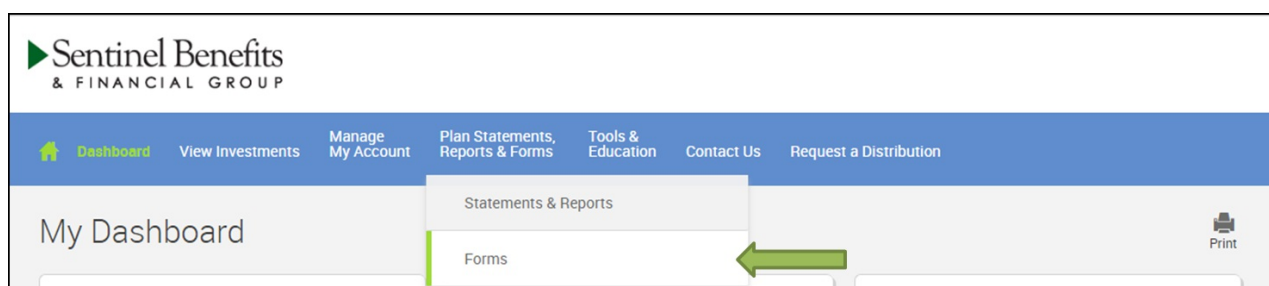 Sentinel Benefits
& FINANCIAL GROUP
Dashboard
View Investments
Manage
My Account
Plan Statements,
Reports & Forms
Tools &
Education
Contact Us
Request a Distribution
Statements & Reports
My Dashboard
Forms
Print